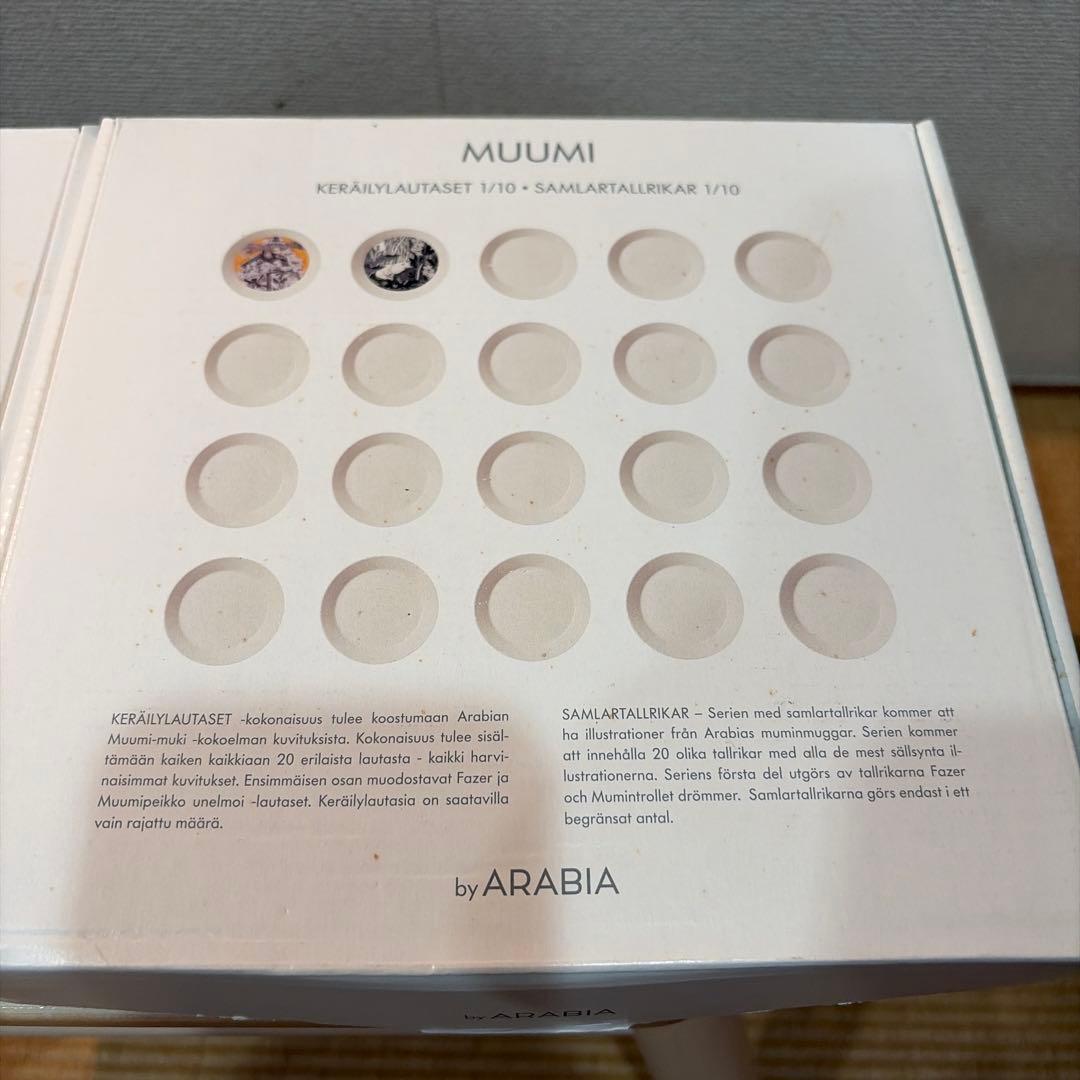 MUUMI
KERÄILYLAUTASET 1/10 • SAMLARTALLRIKAR 1/10
KERÄILYLAUTASET -kokonaisuus tulee koostumaan Arabian
Muumi-muki -kokoelman kuvituksista. Kokonaisuus tulee sisäl-
tämään kaiken kaikkiaan 20 erilaista lautasta - kaikki harvi-
naisimmat kuvitukset. Ensimmäisen osan muodostavat Fazer ja
Muumipeikko unelmoi -lautaset. Keräilylautasia on saatavilla
vain rajattu määrä.
SAMLARTALLRIKAR – Serien med samlartallrikar kommer att
ha illustrationer från Arabias muminmuggar. Serien kommer
att innehålla 20 olika tallrikar med alla de mest sällsynta il-
lustrationerna. Seriens första del utgörs av tallrikarna Fazer
och Mumintrollet drömmer. Samlartallrikarna görs endast i ett
begränsat antal.
by ARABIA
by ARABIA